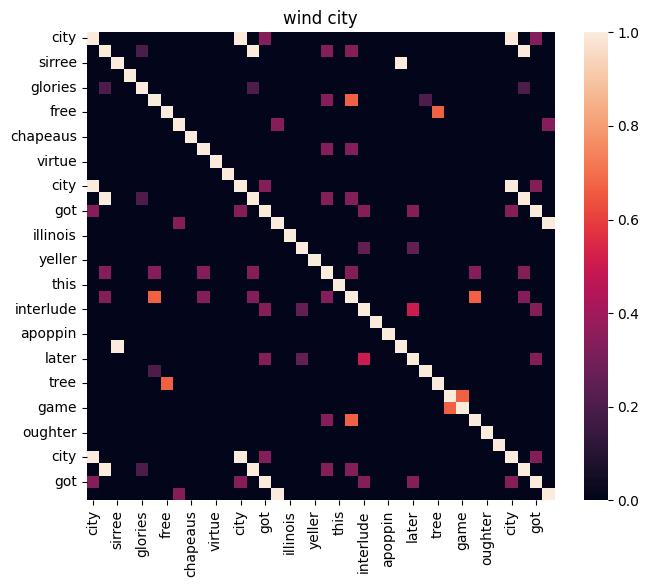 wind city
city
sirree
glories
free
chapeaus
virtue
city
got
illinois
yeller
this
interlude
apoppin
later
tree
game
oughter
city
got
1.0
0.8
0.6
0.4
0.2
0.0
city
sirree
glories
free
chapeaus
virtue
city
got
illinois
yeller
this
interlude
apoppin
later
tree
game
oughter
city
got